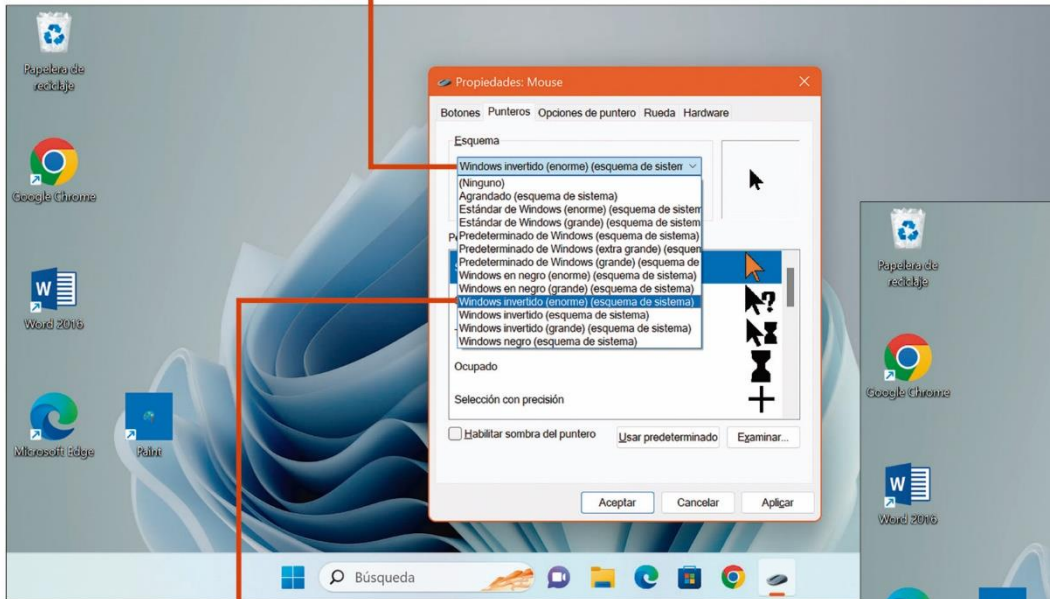 Papelera de
reciclaje
Google Chrome
Word 2016
Microsoft Edge
Paint
Propiedades: Mouse
Botones Punteros Opciones de puntero Rueda Hardware
Esquema
Windows invertido (enorme) (esquema de sistem
(Ninguno)
Agrandado (esquema de sistema)
Estándar de Windows (enorme) (esquema de sistem
Estándar de Windows (grande) (esquema de sistem
Predeterminado de Windows (esquema de sistema)
Predeterminado de Windows (extra grande) (esquem
Predeterminado de Windows (grande) (esquema de
Windows en negro (enorme) (esquema de sistema)
Windows en negro (grande) (esquema de sistema)
Windows invertido (enorme) (esquema de sistema)
Windows invertido (esquema de sistema)
Windows invertido (grande) (esquema de sistema)
Windows negro (esquema de sistema)
Ocupado
Selección con precisión
Habilitar sombra del puntero Usar predeterminado Examinar...
Aceptar Cancelar Aplicar
Búsqueda
Papelera de
reciclaje
Google Chrome
Word 2016